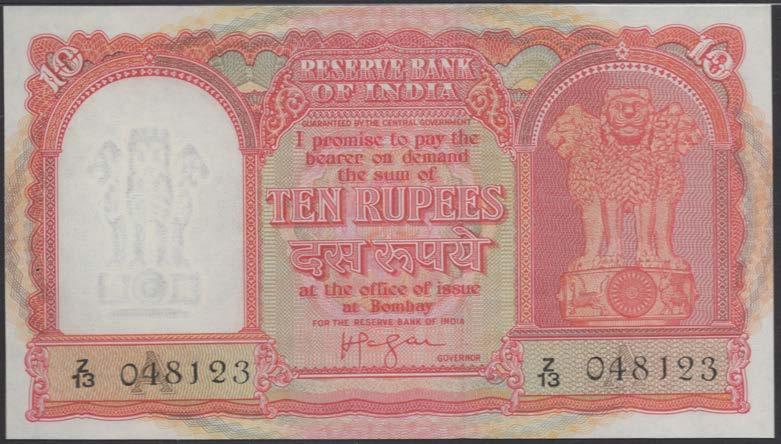 10
10
RESERVE BANK
OF INDIA
GUARANTEED BY THE CENTRAL GOVERNMENT
I promise to pay the
bearer on demand
the sum of
TEN RUPEES
दस रुपये
at the office of issue
at Bombay
FOR THE RESERVE BANK OF INDIA
GOVERNOR
Z/13 A 048123
Z/13 A 048123